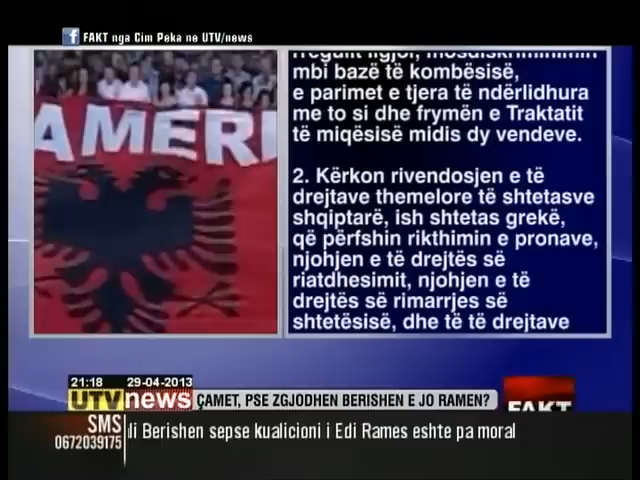 FAKT nga Cim Peka ne UTV/news
AMERI
mbi bazë të kombësisë,
e parimet e tjera të ndërlidhura
me to si dhe frymën e Traktatit
të miqësisë midis dy vendeve.
2. Kërkon rivendosjen e të
drejtave themelore të shtetasve
shqiptarë, ish shtetas grekë,
që përfshin rikthimin e pronave,
njohjen e të drejtës së
riatdhesimit, njohjen e të
drejtës së rimarrjes së
shtetësisë, dhe të të drejtave
21:18 29-04-2013
UTVnews ÇAMET, PSE ZGJODHEN BERISHEN E JO RAMEN?
FAKT
SMS
0672039175
Berishen sepse kualicioni i Edi Rames eshte pa moral